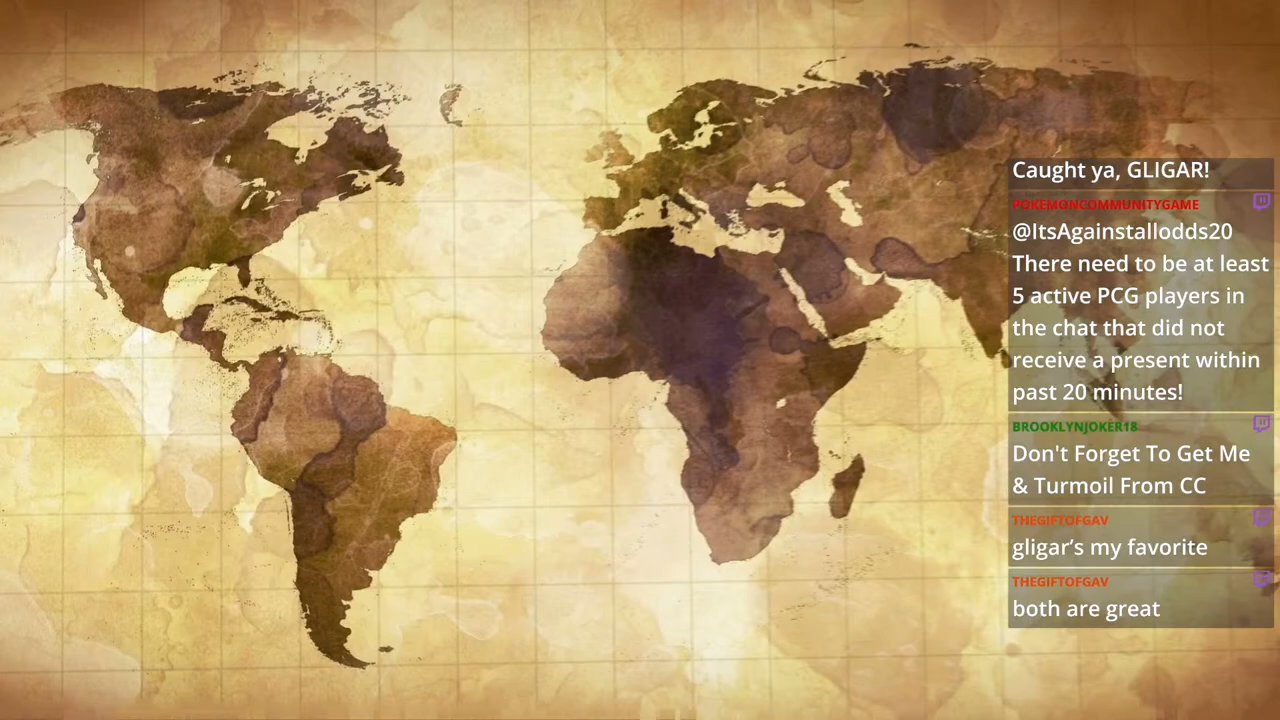 Caught ya, GLIGAR!
POKEMONCOMMUNITYGAME
@ItsAgainstallodds20
There need to be at least
5 active PCG players in
the chat that did not
receive a present within
past 20 minutes!
BROOKLYNJOKER18
Don't Forget To Get Me
& Turmoil From CC
THEGIFTOFGAV
gligar’s my favorite
THEGIFTOFGAV
both are great